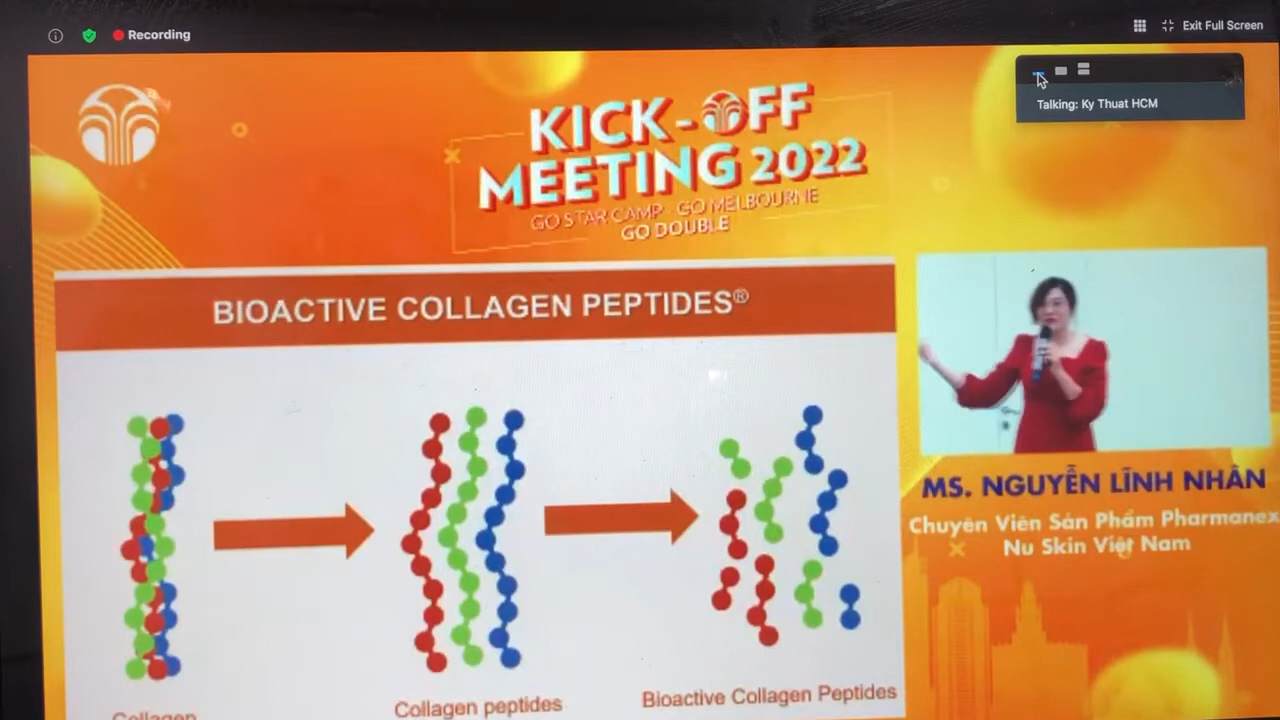 Recording
Exit Full Screen
Talking: Ky Thuat HCM
KICK-OFF
MEETING 2022
GO STAR CAMP - GO MELBOURNE
GO DOUBLE
BIOACTIVE COLLAGEN PEPTIDES®
MS. NGUYỄN LĨNH NHÂN
Chuyên Viên Sản Phẩm Pharmanex
Nu Skin Việt Nam
Collagen
Collagen peptides
Bioactive Collagen Peptides